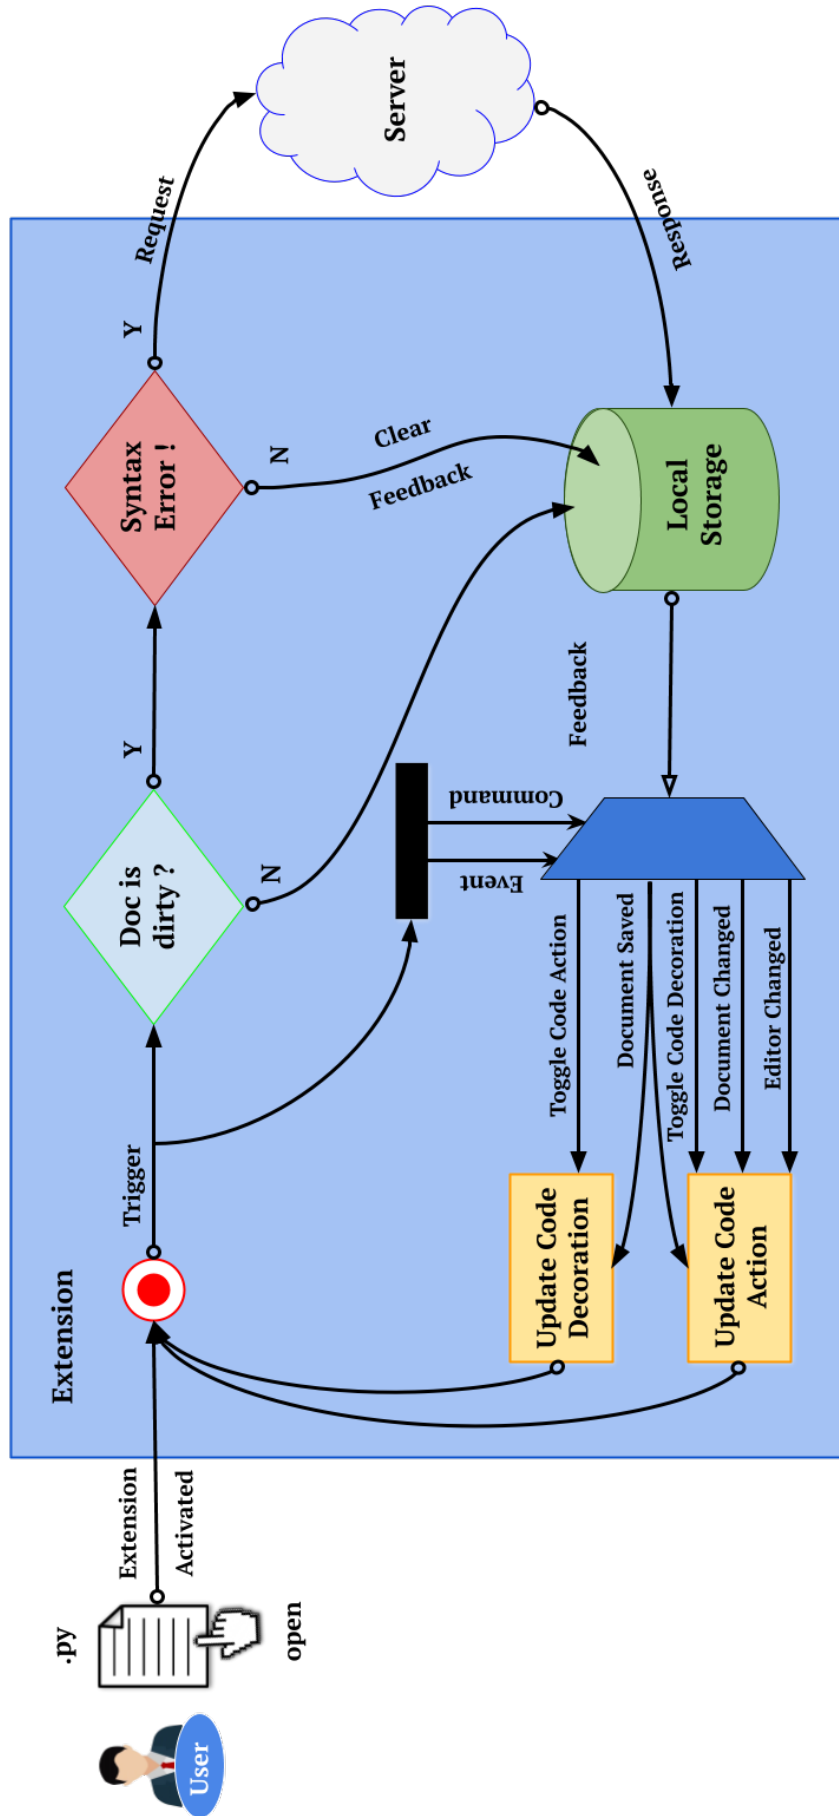 User
.py
open
Extension
Activated
Extension
Trigger
Doc is
dirty ?
Y
N
Syntax
Error !
Y
N
Request
Server
Response
Clear
Feedback
Local
Storage
Feedback
Command
Event
Toggle Code Action
Document Saved
Toggle Code Decoration
Document Changed
Editor Changed
Update Code
Decoration
Update Code
Action